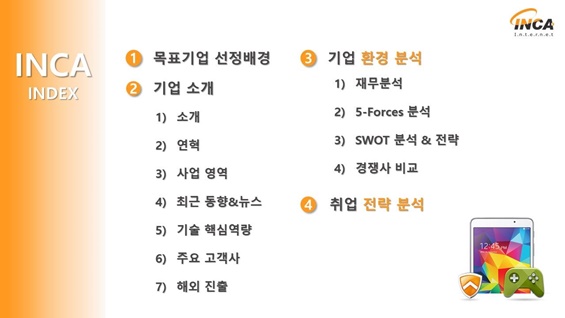 INCA
INDEX
INCA
Internet
1 목표기업 선정배경
2 기업 소개
1) 소개
2) 연혁
3) 사업 영역
4) 최근 동향&뉴스
5) 기술 핵심역량
6) 주요 고객사
7) 해외 진출
3 기업 환경 분석
1) 재무분석
2) 5-Forces 분석
3) SWOT 분석 & 전략
4) 경쟁사 비교
4 취업 전략 분석
12:45